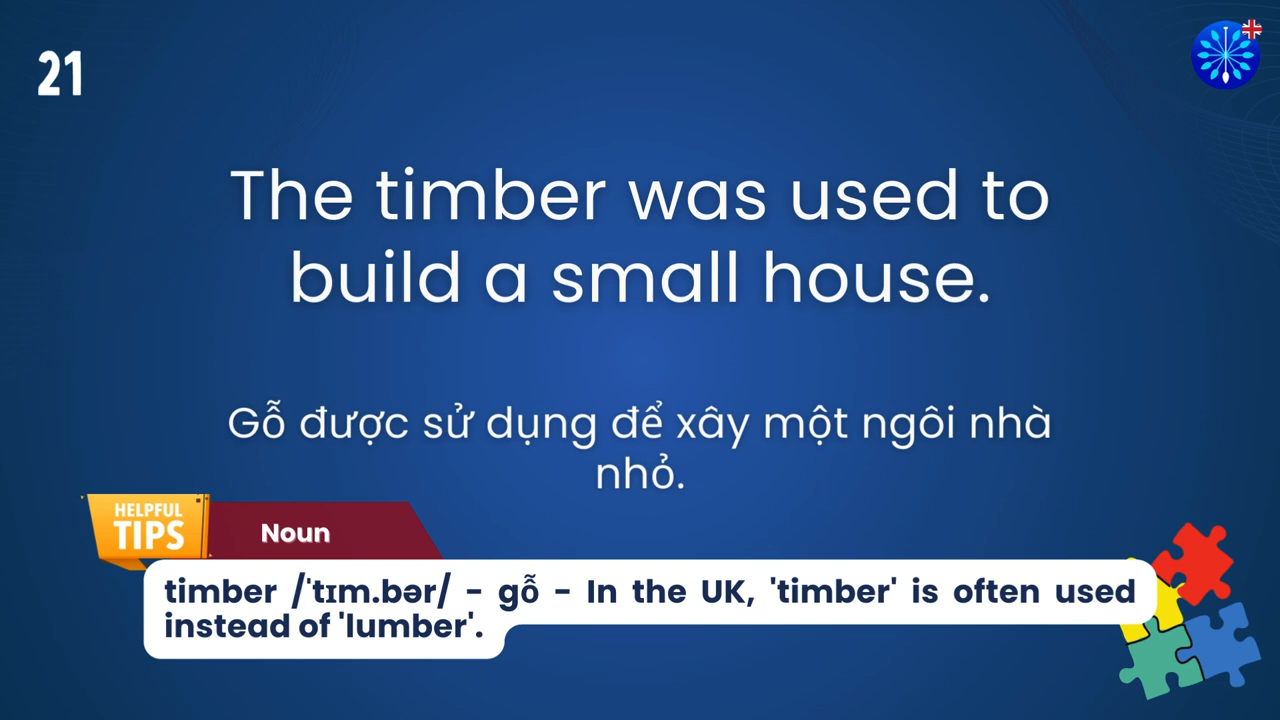 21
The timber was used to
build a small house.
Gỗ được sử dụng để xây một ngôi nhà
nhỏ.
HELPFUL
TIPS
Noun
timber /ˈtɪm.bər/ - gỗ - In the UK, 'timber' is often used
instead of 'lumber'.